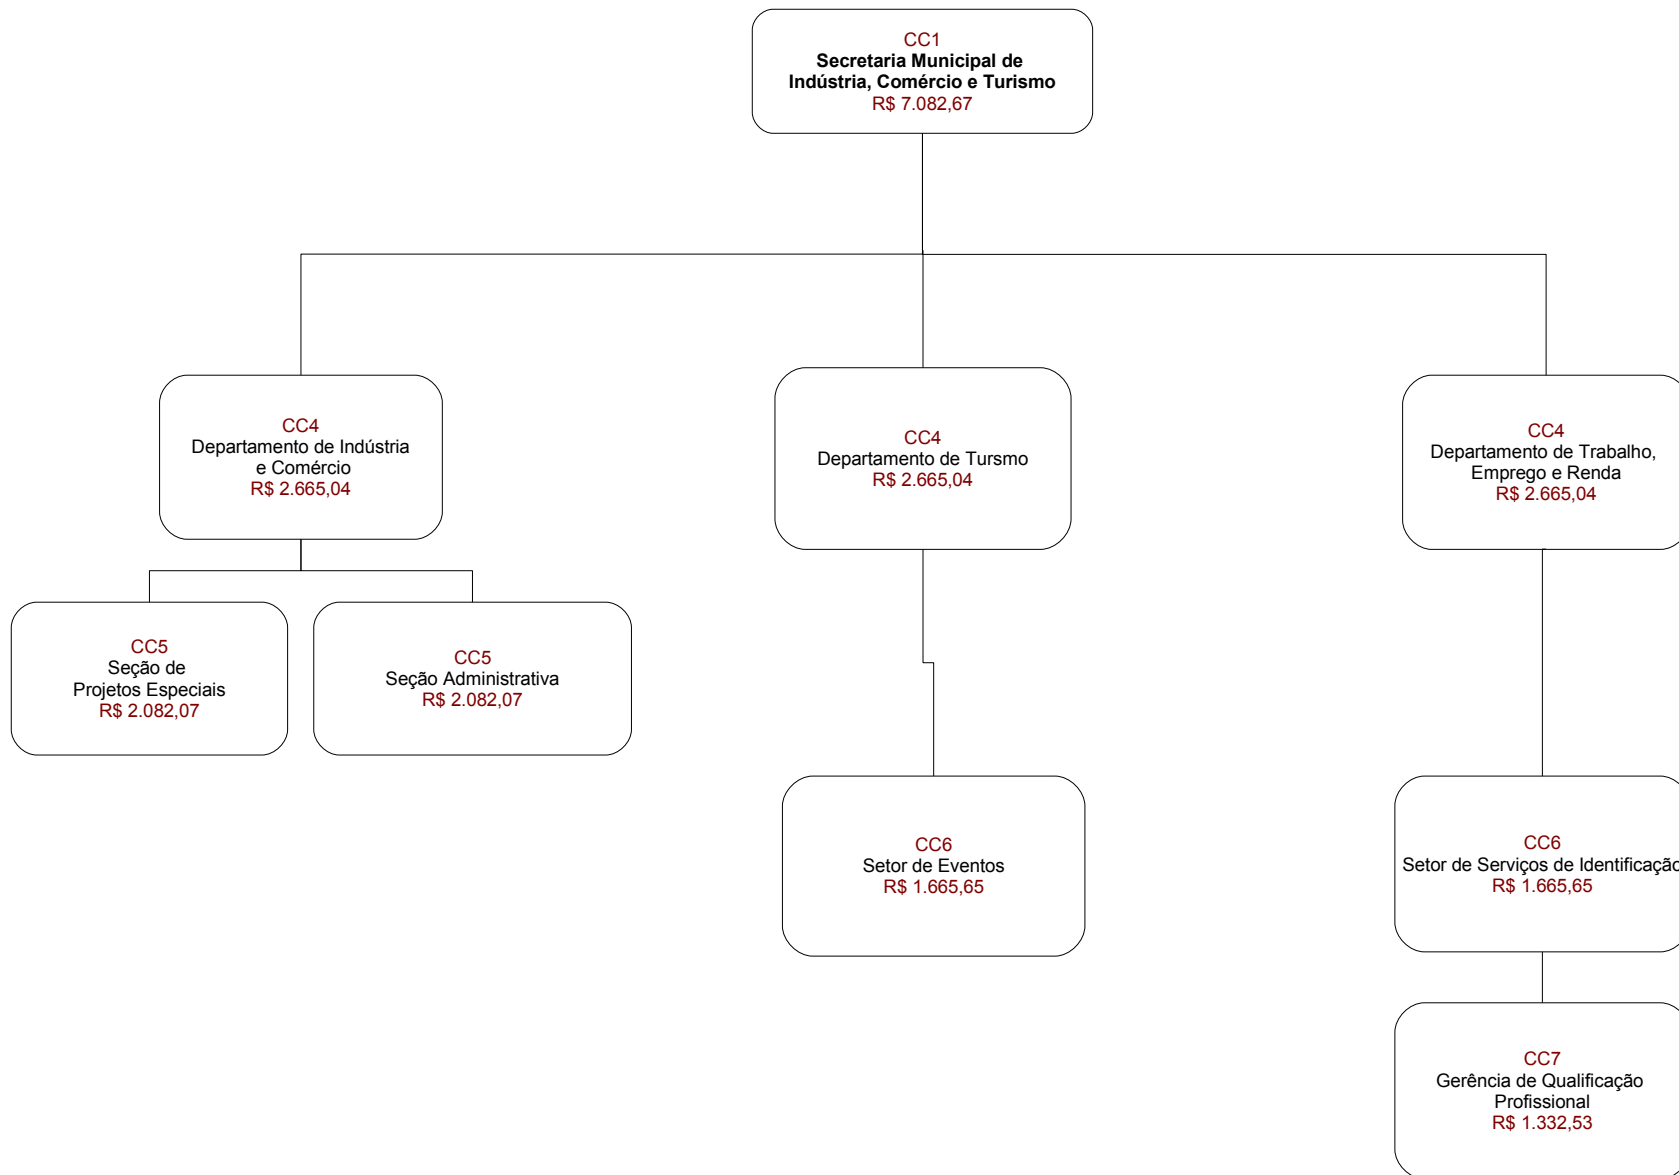 CC1
Secretaria Municipal de
Indústria, Comércio e Turismo
R$ 7.082,67
CC4
Departamento de Indústria
e Comércio
R$ 2.665,04
CC4
Departamento de Tursmo
R$ 2.665,04
CC4
Departamento de Trabalho,
Emprego e Renda
R$ 2.665,04
CC5
Seção de
Projetos Especiais
R$ 2.082,07
CC5
Seção Administrativa
R$ 2.082,07
CC6
Setor de Eventos
R$ 1.665,65
CC6
Setor de Serviços de Identificação
R$ 1.665,65
CC7
Gerência de Qualificação
Profissional
R$ 1.332,53